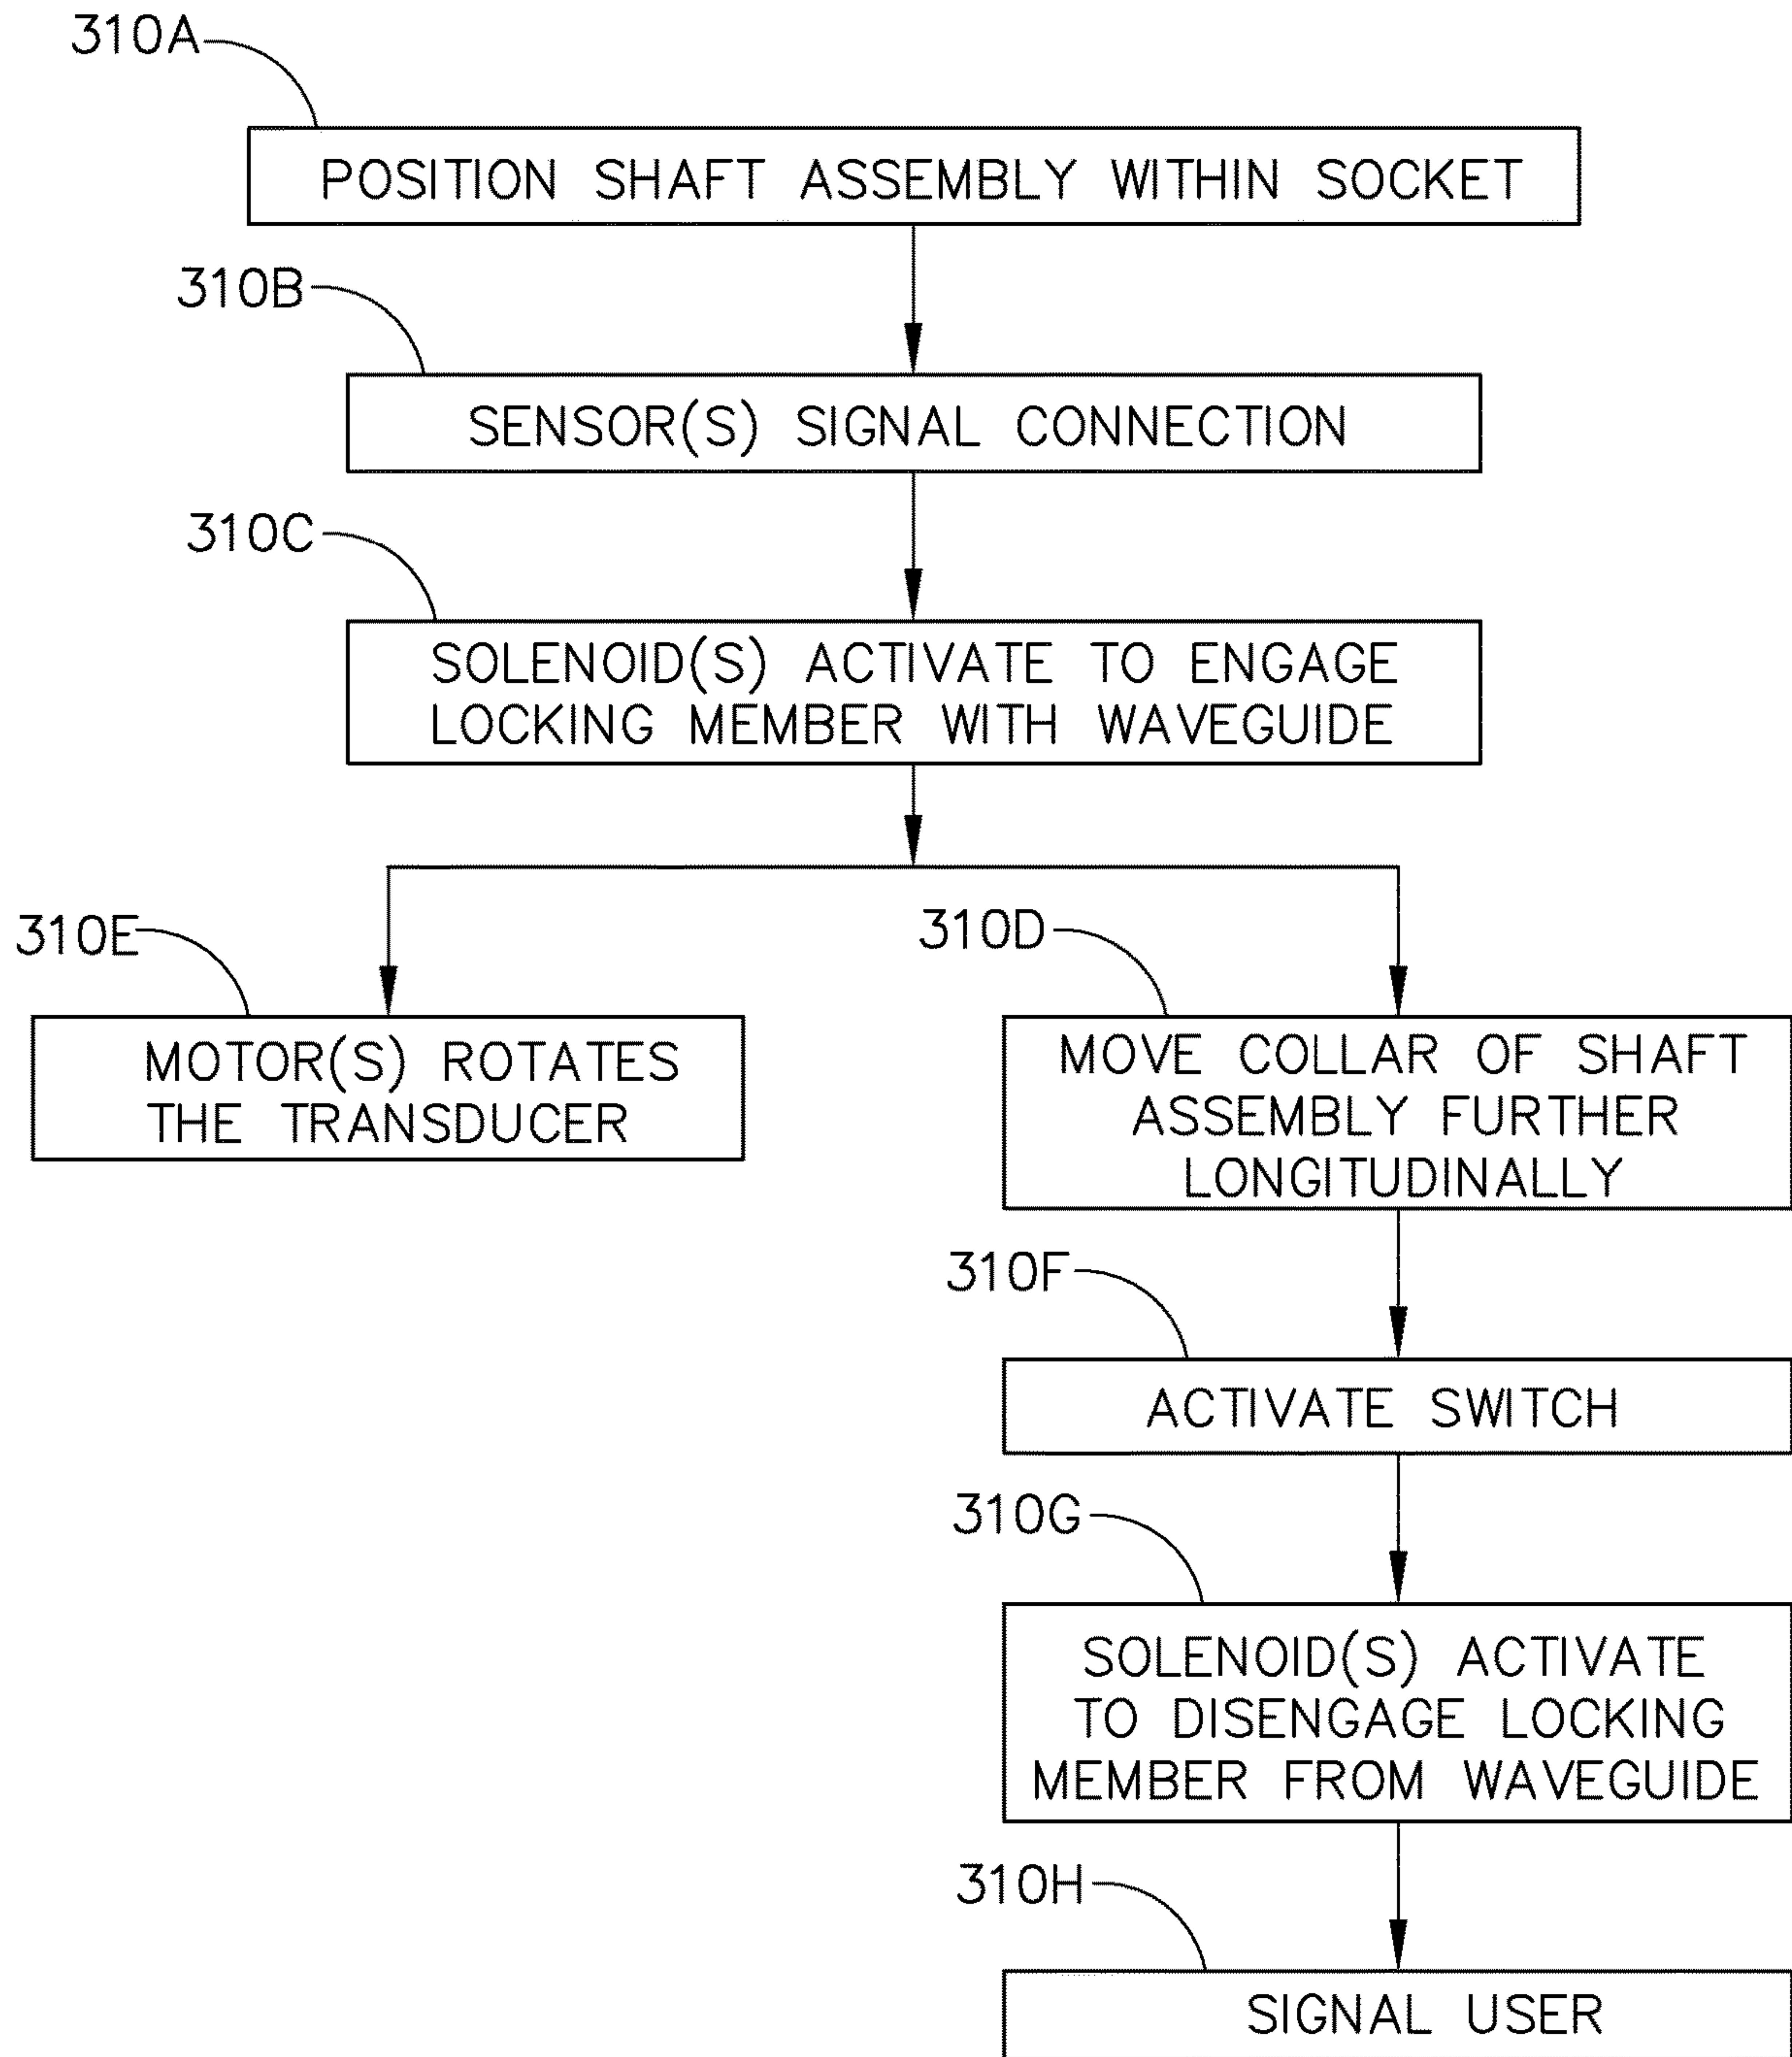 310A
POSITION SHAFT ASSEMBLY WITHIN SOCKET
310B
SENSOR(S) SIGNAL CONNECTION
310C
SOLENOID(S) ACTIVATE TO ENGAGE
LOCKING MEMBER WITH WAVEGUIDE
310E
MOTOR(S) ROTATES
THE TRANSDUCER
310D
MOVE COLLAR OF SHAFT
ASSEMBLY FURTHER
LONGITUDINALLY
310F
ACTIVATE SWITCH
310G
SOLENOID(S) ACTIVATE
TO DISENGAGE LOCKING
MEMBER FROM WAVEGUIDE
310H
SIGNAL USER